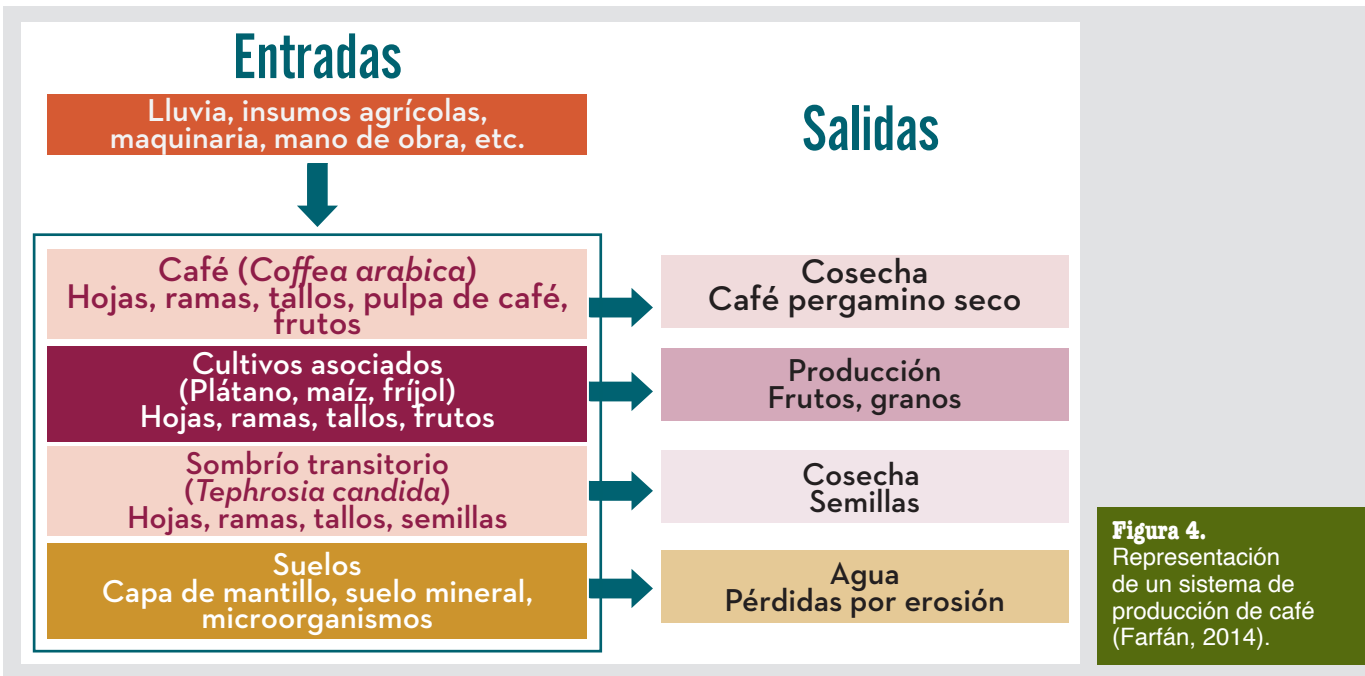 Entradas
Lluvia, insumos agrícolas,
maquinaria, mano de obra, etc.
Salidas
Café (Coffea arabica)
Hojas, ramas, tallos, pulpa de café,
frutos
Cosecha
Café pergamino seco
Cultivos asociados
(Plátano, maíz, fríjol)
Hojas, ramas, tallos, frutos
Producción
Frutos, granos
Sombrío transitorio
(Tephrosia candida)
Hojas, ramas, tallos, semillas
Cosecha
Semillas
Suelos
Capa de mantillo, suelo mineral,
microorganismos
Agua
Pérdidas por erosión
Figura 4.
Representación
de un sistema de
producción de café
(Farfán, 2014).